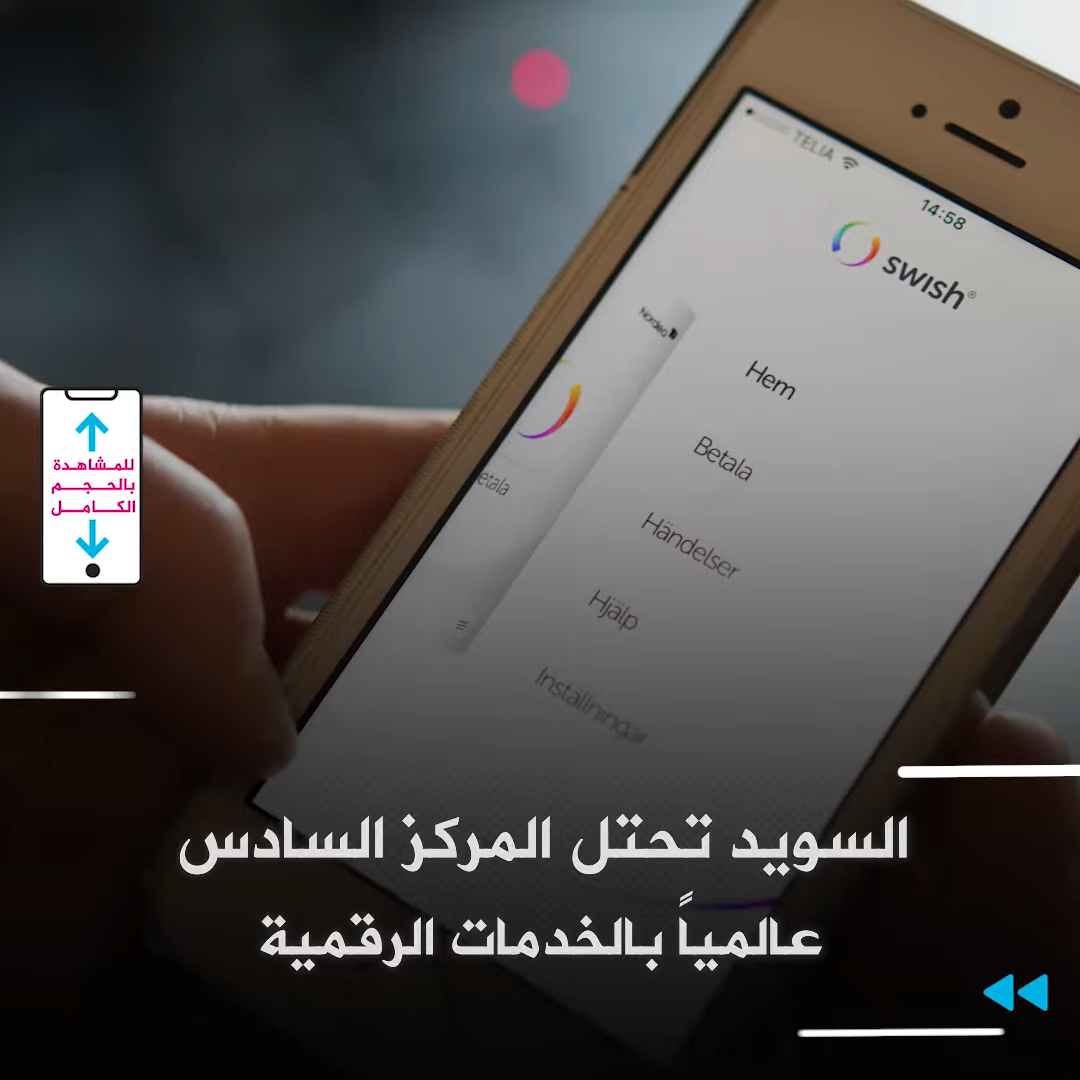 TELIA
14:58
swish®
Nordea
Hem
Betala
etala
Händelser
Hjälp
Installningar
للمشاهدة
بالحجم
الكامل
السويد تحتل المركز السادس
عالمياً بالخدمات الرقمية